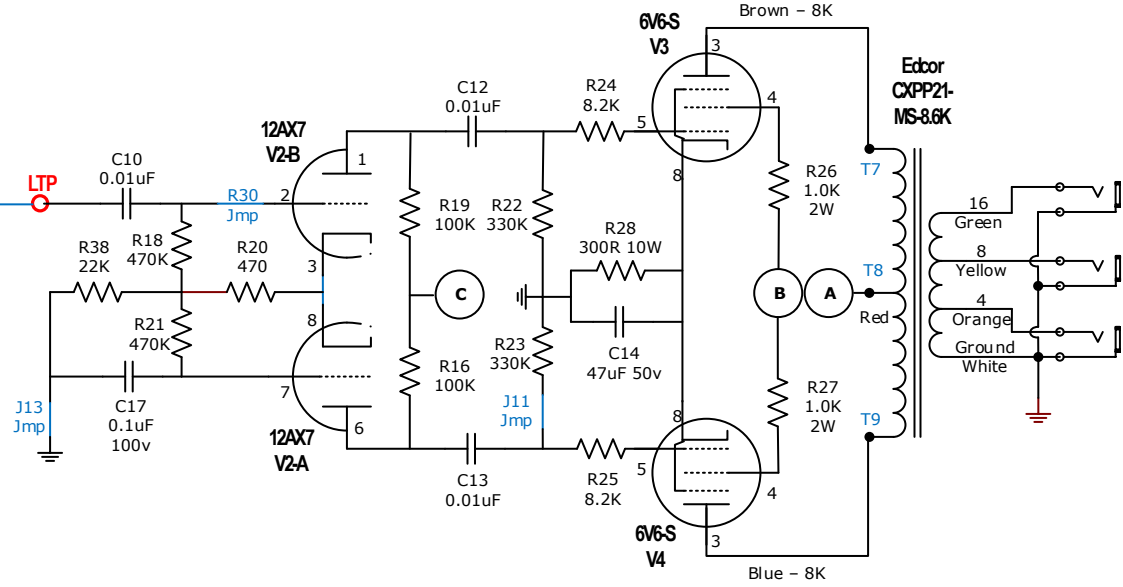 Brown – 8K
6V6-S
V3
3
Edcor
CXPP21-
MS-8.6K
C12
0.01uF
R24
8.2K
4
5
12AX7
V2-B
1
C10
0.01uF
LTP
R30
Jmp
2
8
R26
1.0K
2W
T7
R19
100K
R22
330K
R38
22K
R18
470K
R20
470
3
R28
300R 10W
16
Green
8
Yellow
4
Orange
Ground
White
C
B
A
T8
Red
8
R21
470K
R16
100K
R23
330K
C14
47uF 50v
7
J13
Jmp
C17
0.1uF
100v
J11
Jmp
R27
1.0K
2W
T9
8
12AX7
V2-A
6
C13
0.01uF
R25
8.2K
5
4
6V6-S
V4
3
Blue – 8K